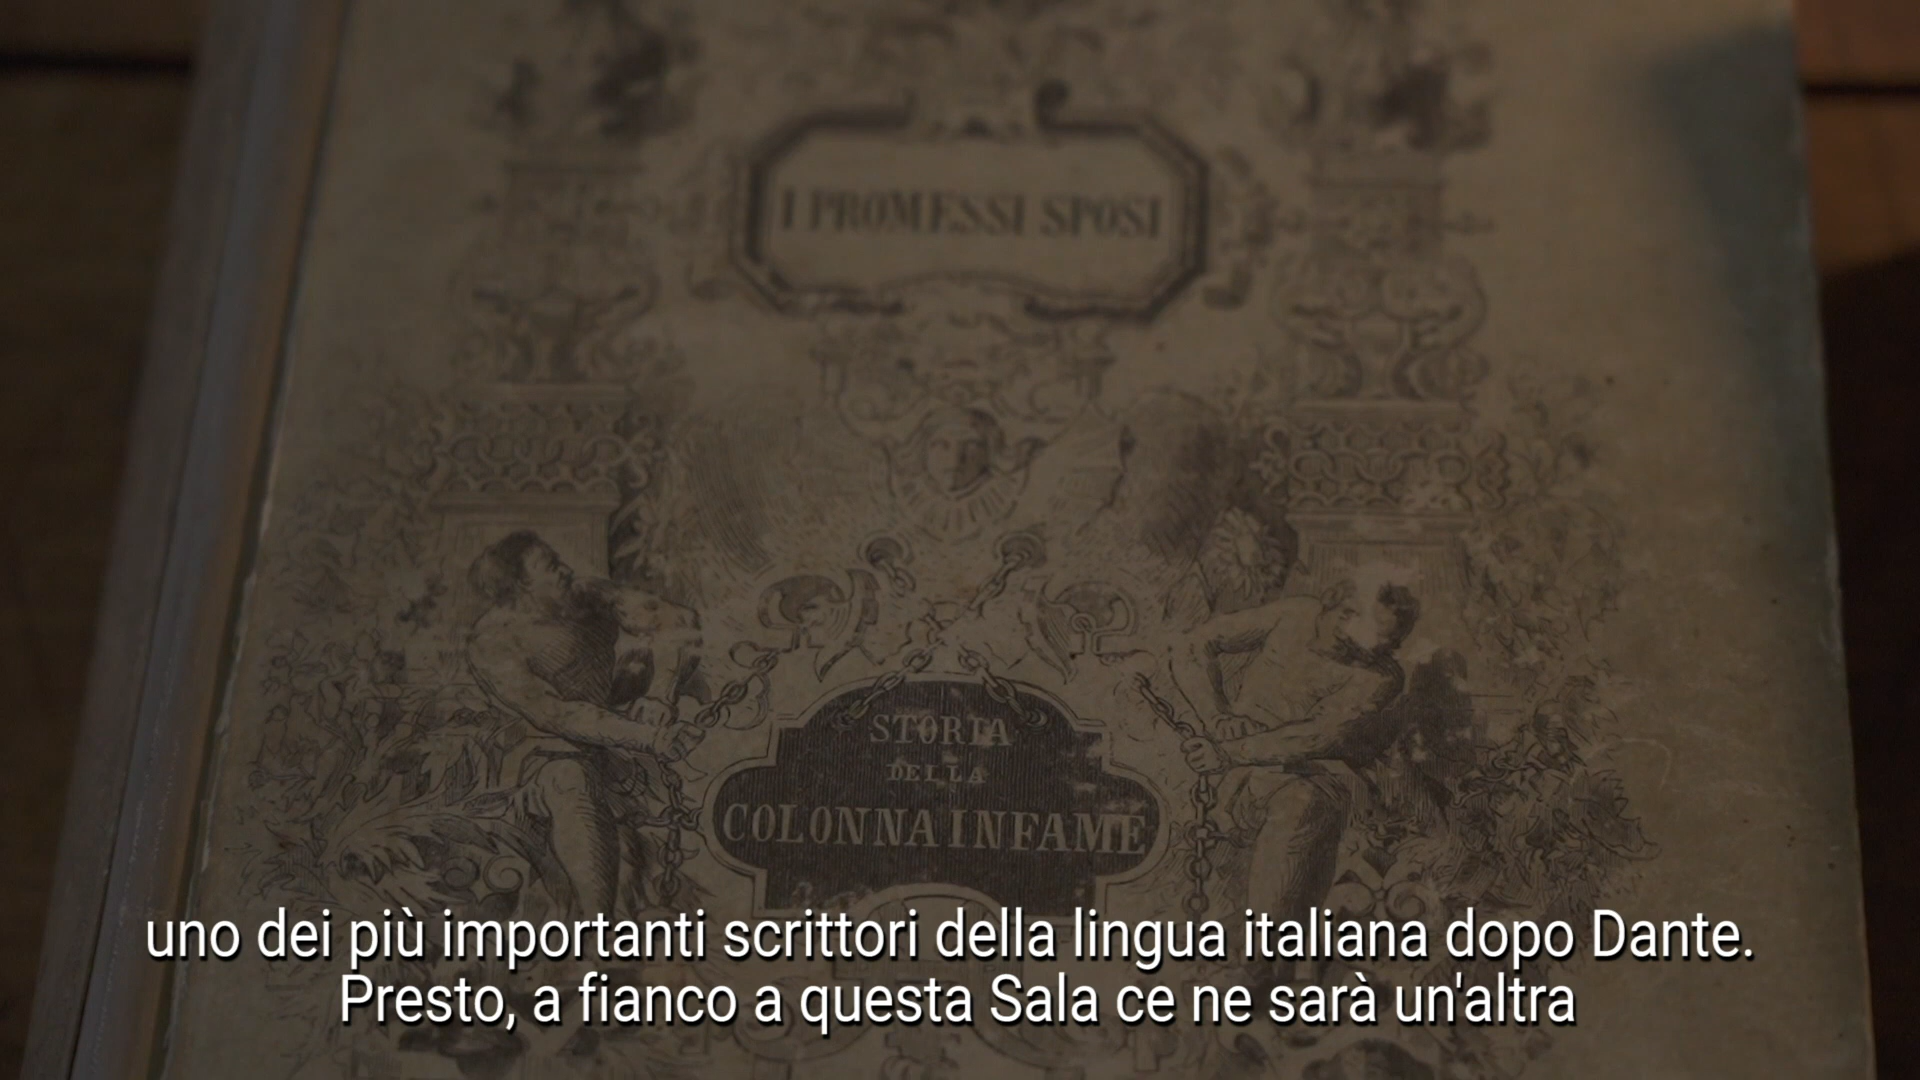 I PROMESSI SPOSI
STORIA
DELLA
COLONNA INFAME
uno dei più importanti scrittori della lingua italiana dopo Dante.
Presto, a fianco a questa Sala ce ne sarà un'altra